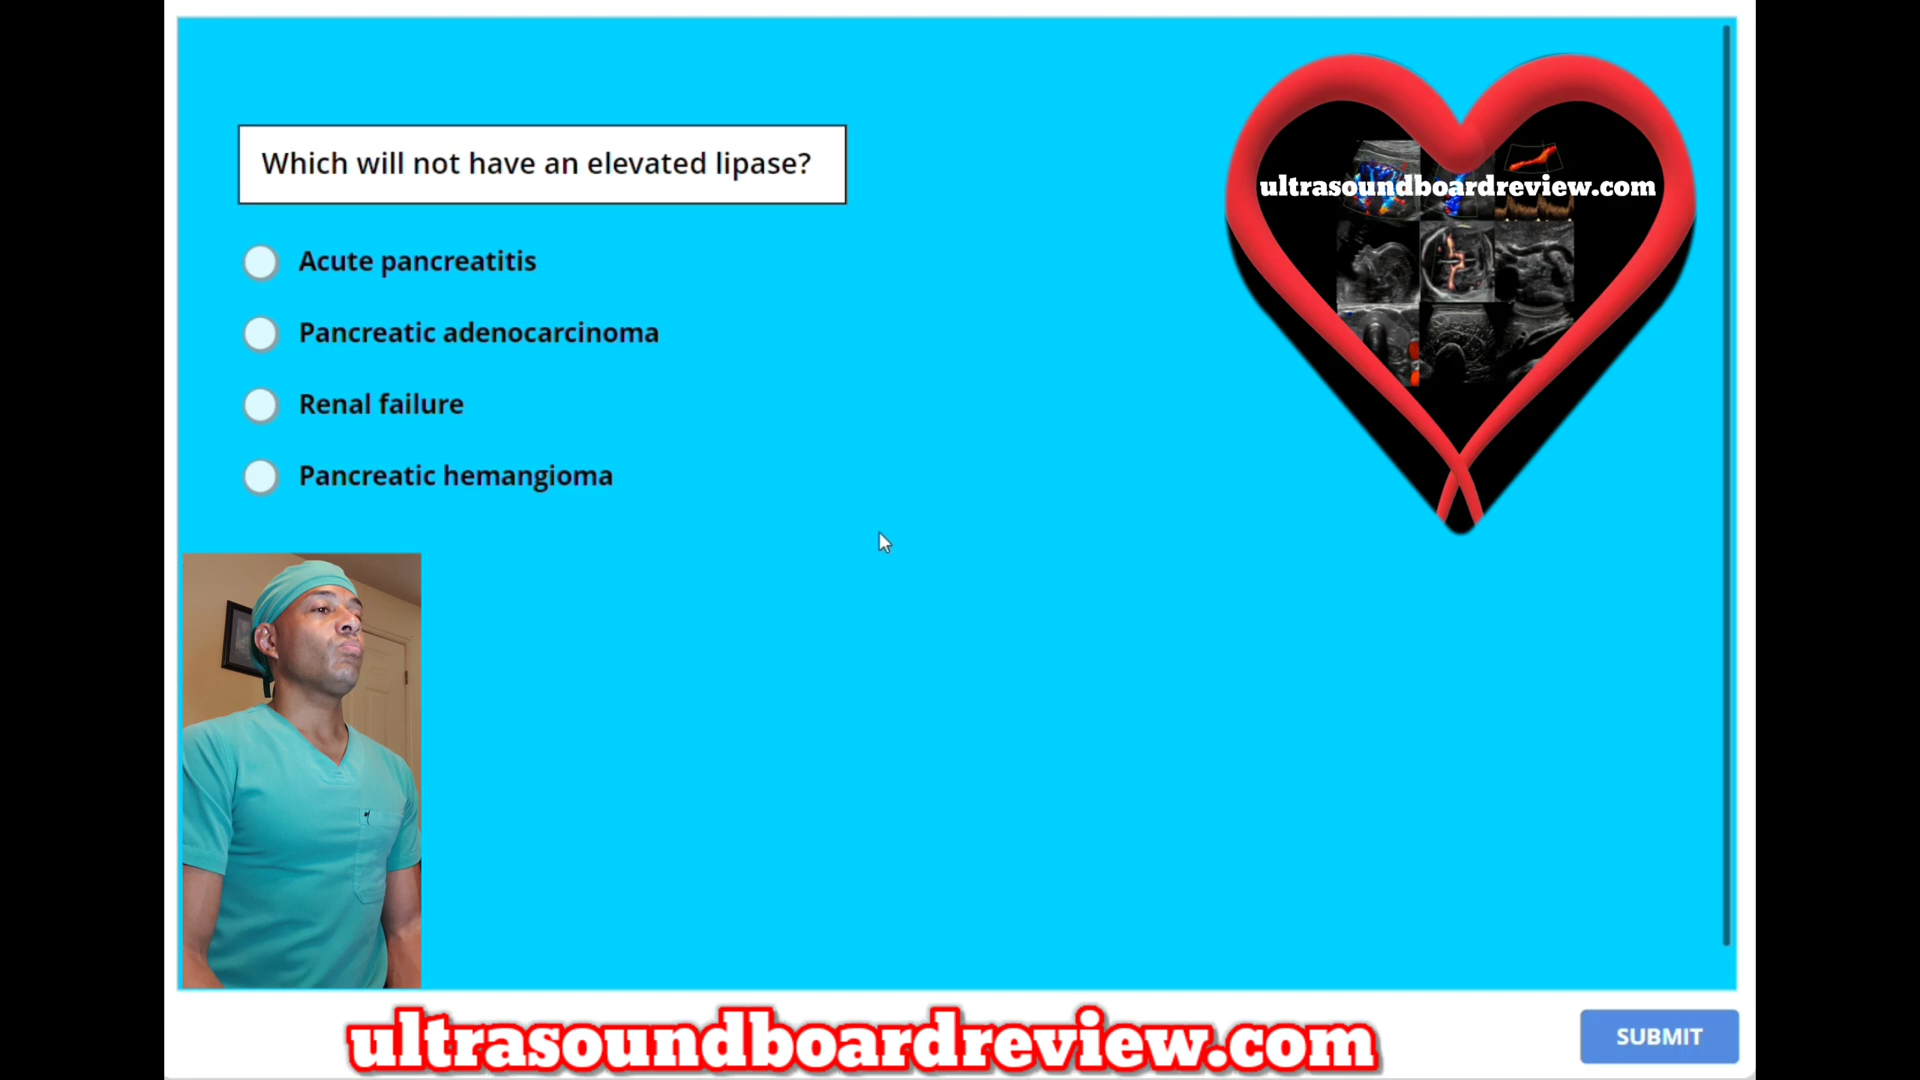 ultrasoundboardreview.com
Which will not have an elevated lipase?
Acute pancreatitis
Pancreatic adenocarcinoma
Renal failure
Pancreatic hemangioma
ultrasoundboardreview.com
SUBMIT